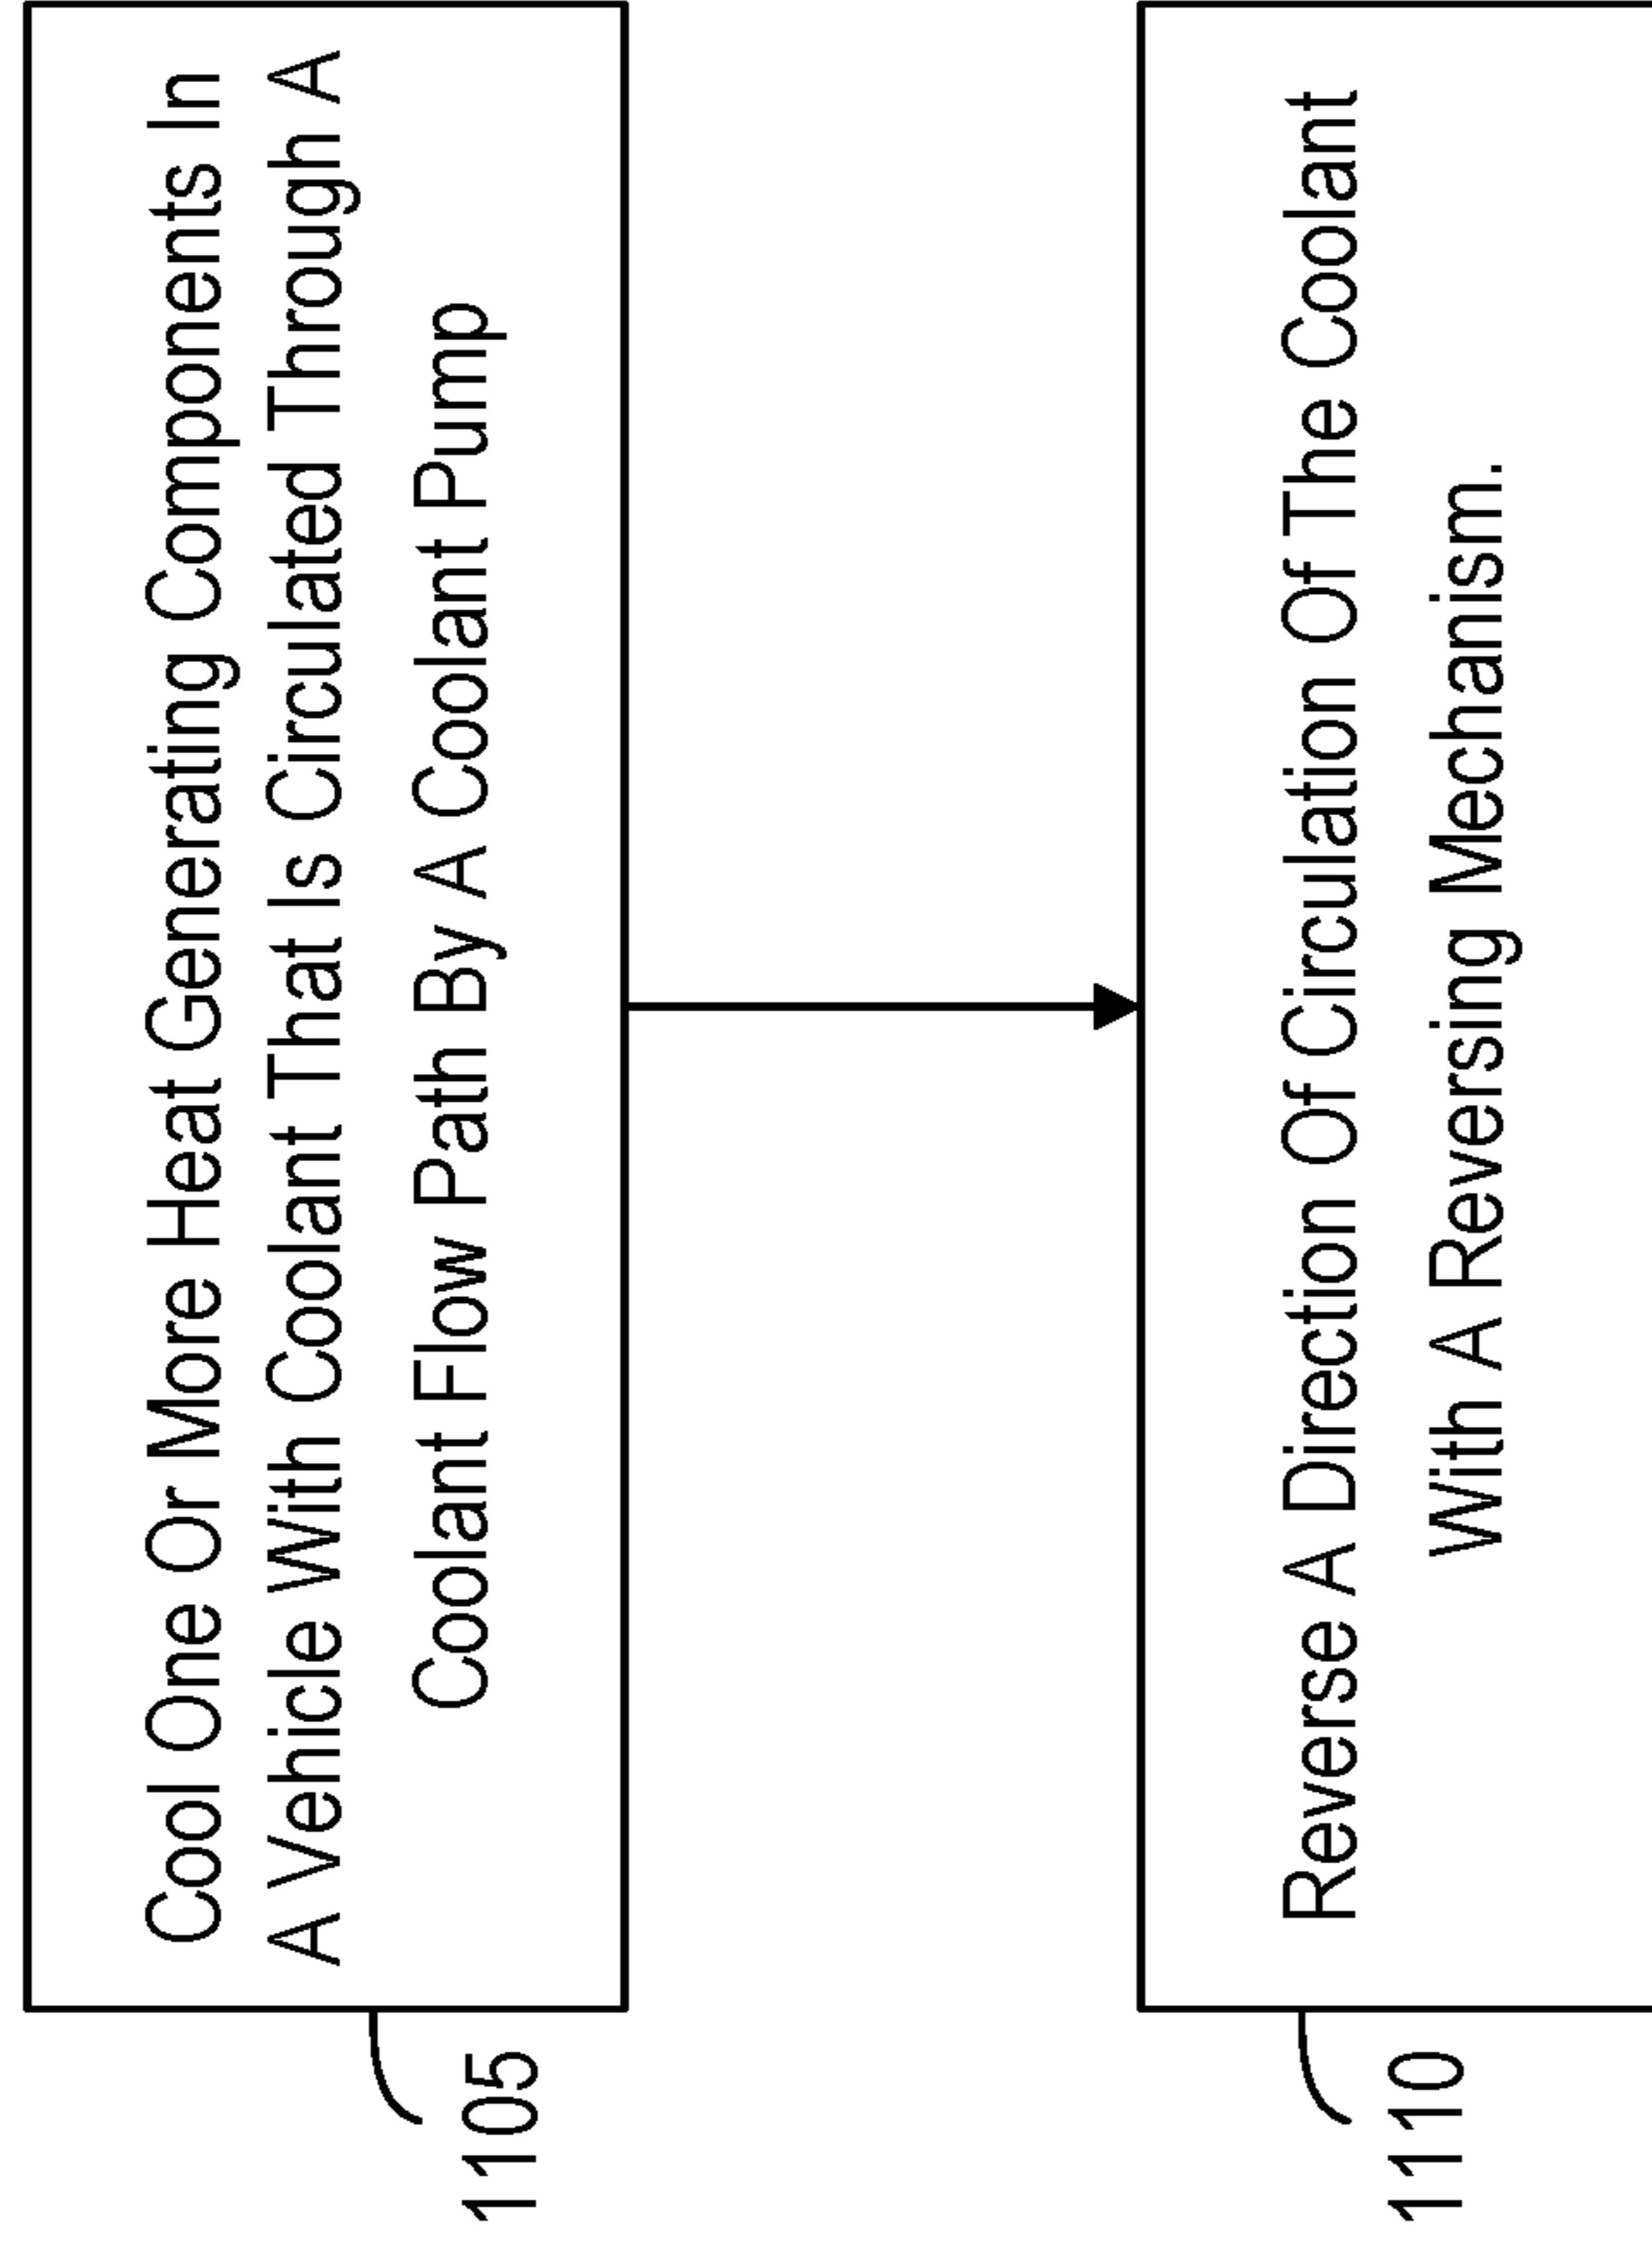 Cool One Or More Heat Generating Components In
A Vehicle With Coolant That Is Circulated Through A
Coolant Flow Path By A Coolant Pump
1105
Reverse A Direction Of Circulation Of The Coolant
With A Reversing Mechanism.
1110